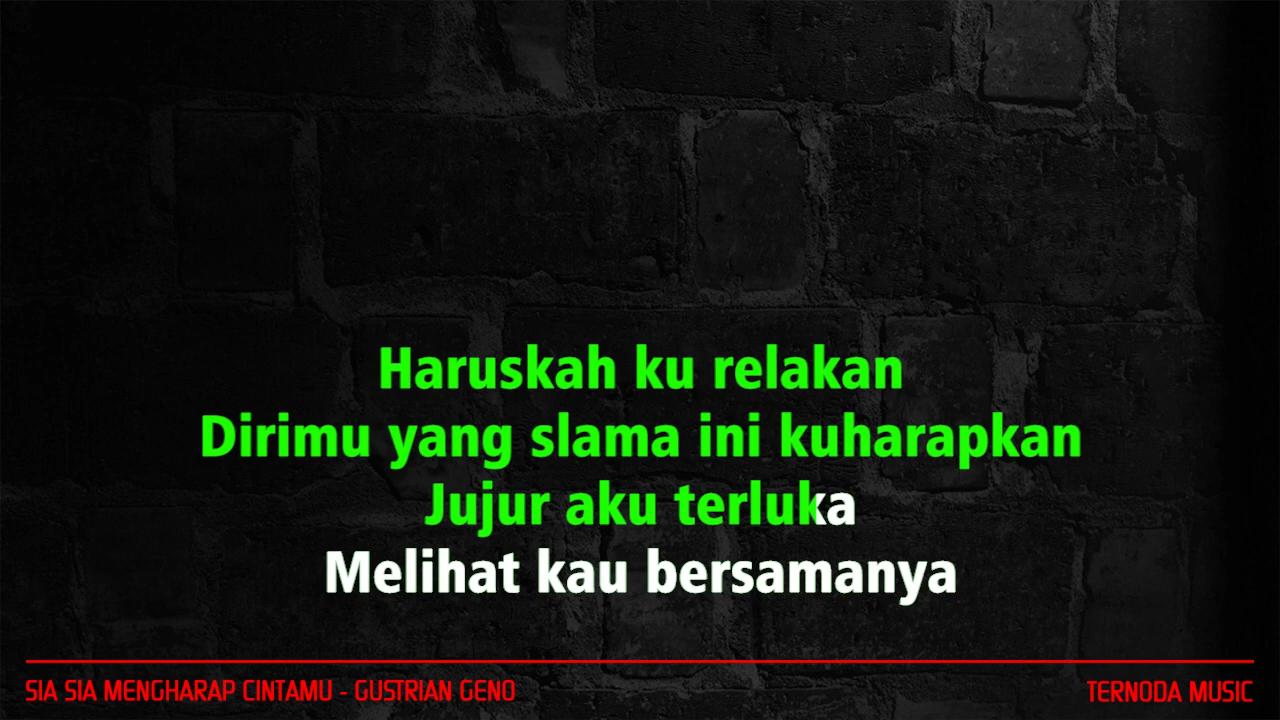 Haruskah ku relakan
Dirimu yang slama ini kuharapkan
Jujur aku terluka
Melihat kau bersamanya
SIA SIA MENGHARAP CINTAMU - GUSTRIAN GENO
TERNODA MUSIC